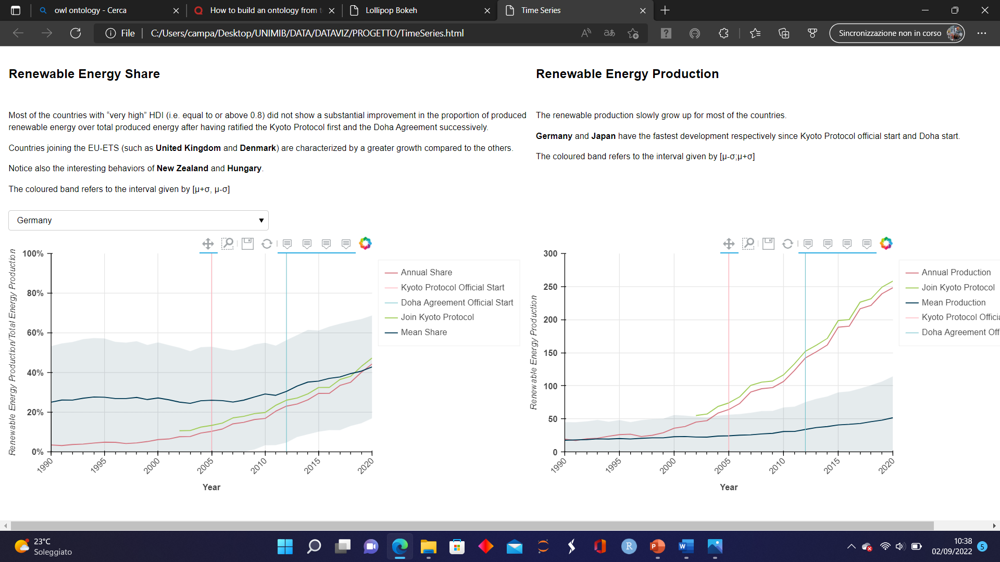 owl ontology - Cerca
How to build an ontology from t
Lollipop Bokeh
Time Series
File
C:/Users/campa/Desktop/UNIMIB/DATA/DATAVIZ/PROGETTO/TimeSeries.html
Sincronizzazione non in corso
Renewable Energy Share
Most of the countries with “very high” HDI (i.e. equal to or above 0.8) did not show a substantial improvement in the proportion of produced
renewable energy over total produced energy after having ratified the Kyoto Protocol first and the Doha Agreement successively.
Countries joining the EU-ETS (such as United Kingdom and Denmark) are characterized by a greater growth compared to the others.
Notice also the interesting behaviors of New Zealand and Hungary.
The coloured band refers to the interval given by [μ+σ, μ-σ]
Germany
Renewable Energy Production
The renewable production slowly grow up for most of the countries.
Germany and Japan have the fastest development respectively since Kyoto Protocol official start and Doha start.
The coloured band refers to the interval given by [μ-σ;μ+σ]
Renewable Energy Production/Total Energy Production
100%
80%
60%
40%
20%
0%
1990
1995
2000
2005
2010
2015
2020
Year
Annual Share
Kyoto Protocol Official Start
Doha Agreement Official Start
Join Kyoto Protocol
Mean Share
Renewable Energy Production
300
250
200
150
100
50
0
1990
1995
2000
2005
2010
2015
2020
Year
Annual Production
Join Kyoto Protocol
Mean Production
Kyoto Protocol Officia
Doha Agreement Off
23°C
Soleggiato
10:38
02/09/2022
5